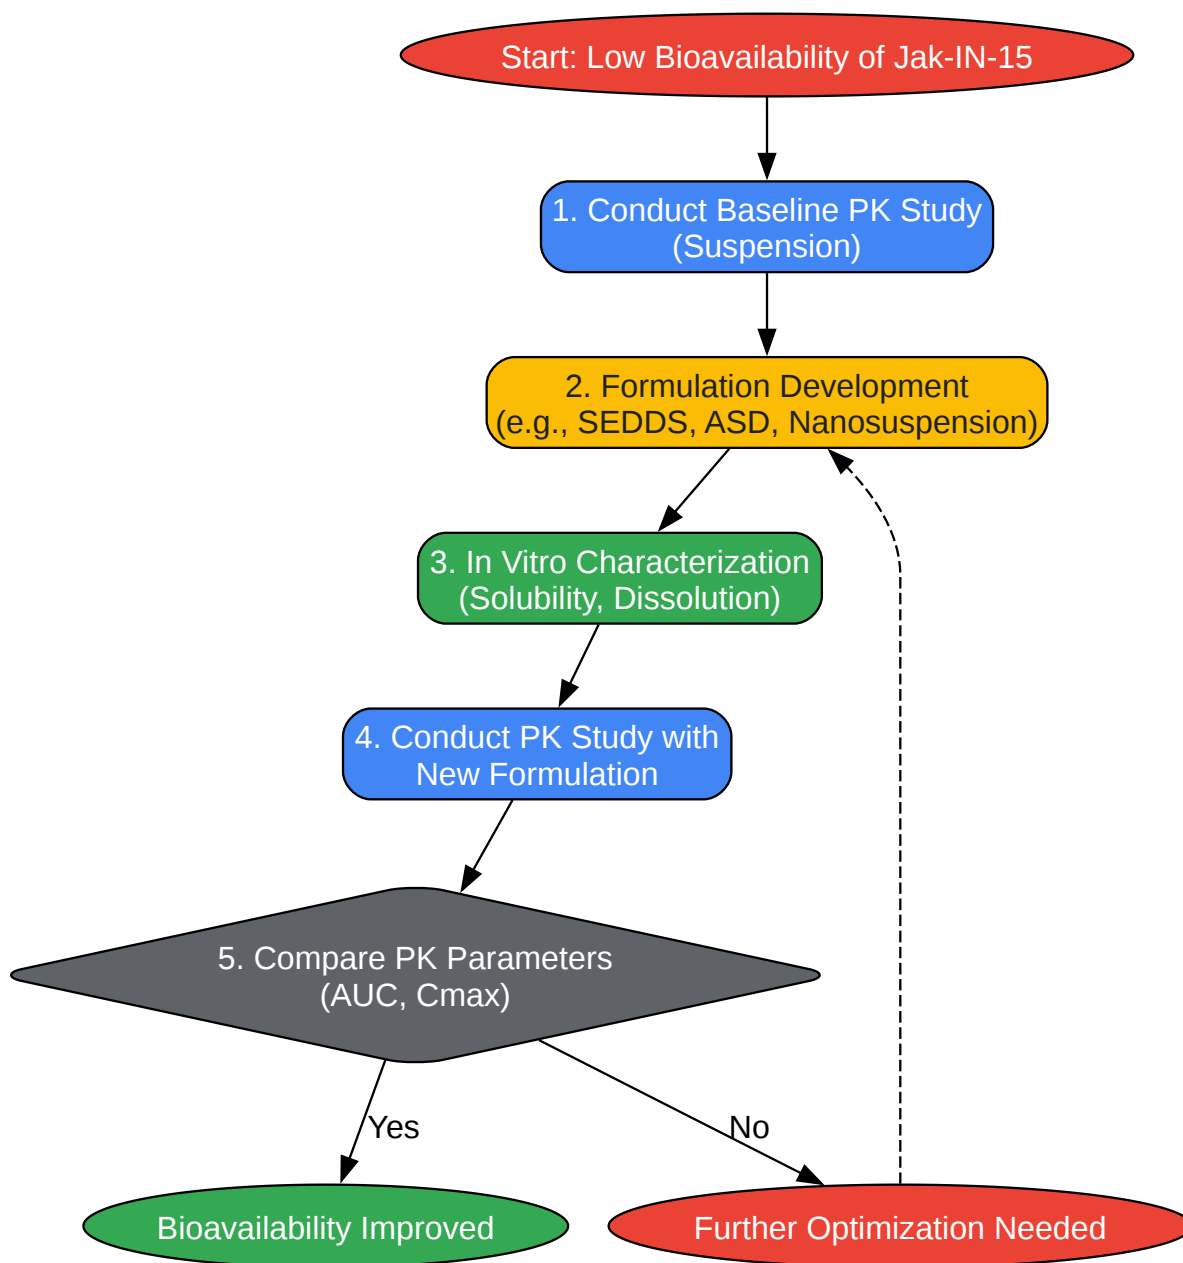 Start: Low Bioavailability of Jak-IN-15
1. Conduct Baseline PK Study
(Suspension)
2. Formulation Development
(e.g., SEDDS, ASD, Nanosuspension)
3. In Vitro Characterization
(Solubility, Dissolution)
4. Conduct PK Study with
New Formulation
5. Compare PK Parameters
(AUC, Cmax)
Yes
No
Bioavailability Improved
Further Optimization Needed